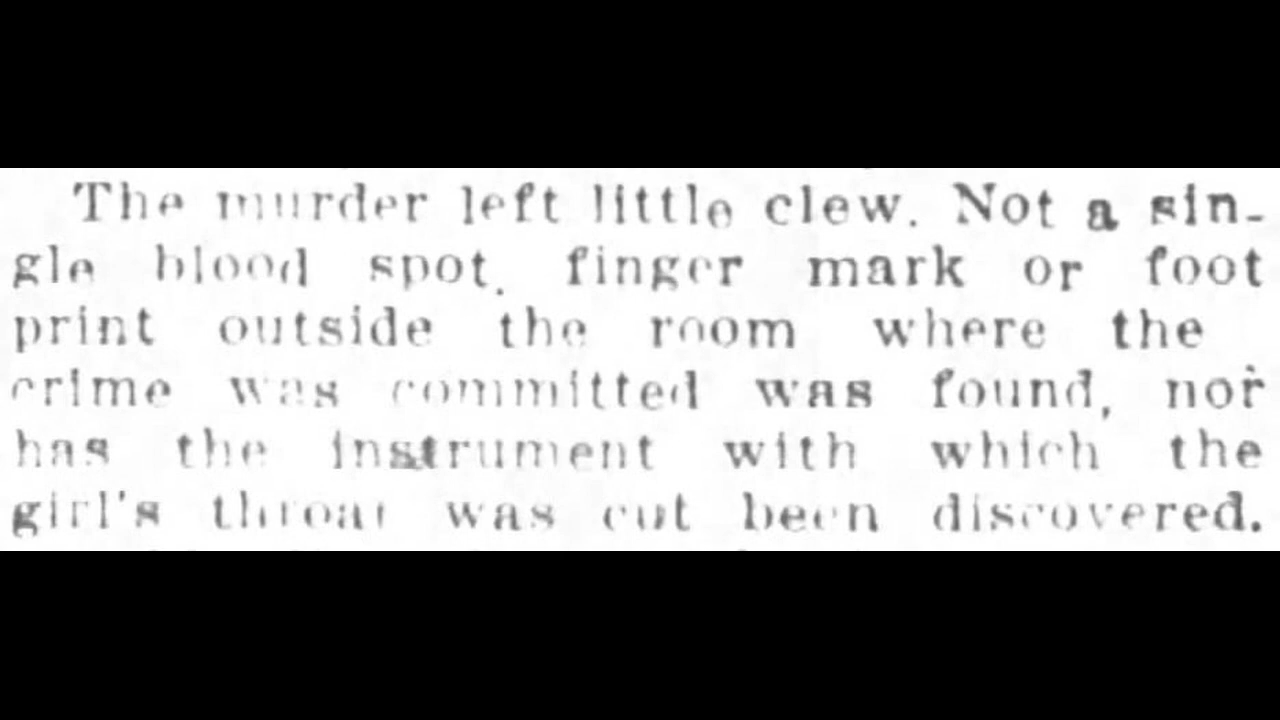 The murder left little clew. Not a sin-
gle blood spot, finger mark or foot
print outside the room where the
crime was committed was found, nor
has the instrument with which the
girl's throat was cut been discovered.